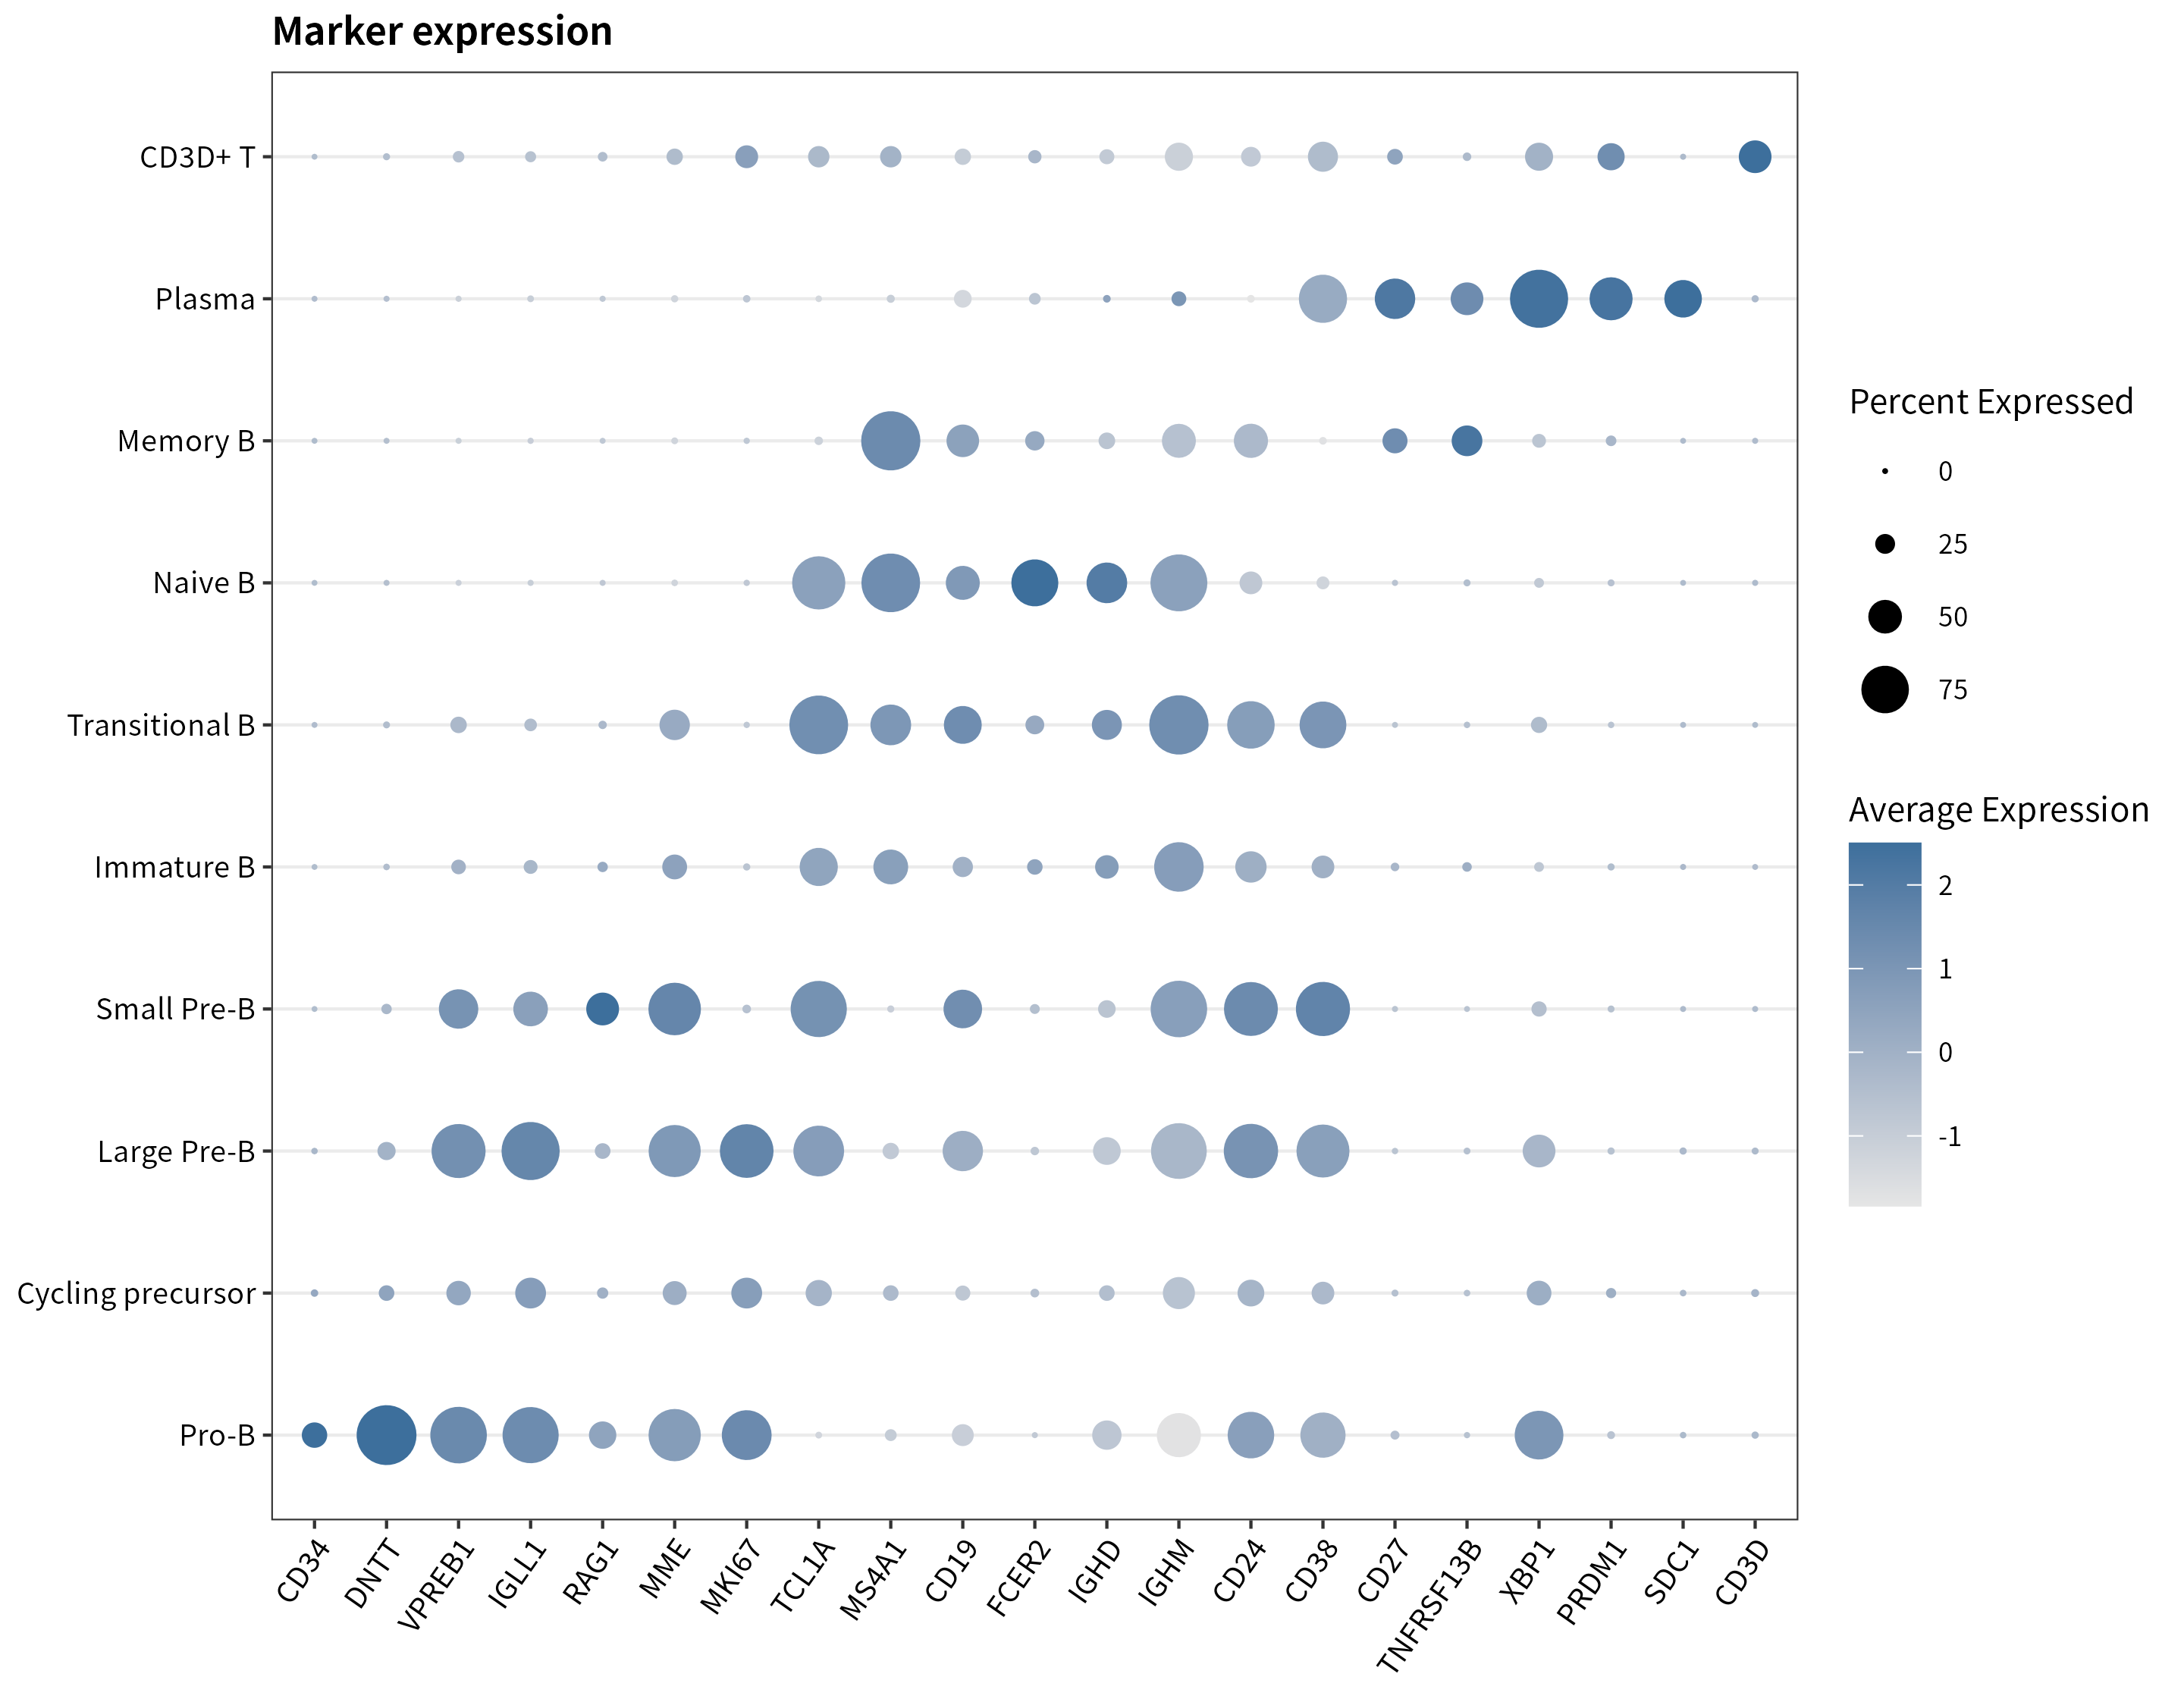 Marker expression
CD3D+ T
Plasma
Memory B
Naive B
Transitional B
Immature B
Small Pre-B
Large Pre-B
Cycling precursor
Pro-B
CD34
DNTT
VPREB1
IGLL1
RAG1
MME
MKI67
TCL1A
MS4A1
CD19
FCER2
IGHD
IGHM
CD24
CD38
CD27
TNFRSF13B
XBP1
PRDM1
SDC1
CD3D
Percent Expressed
0
25
50
75
Average Expression
2
1
0
-1